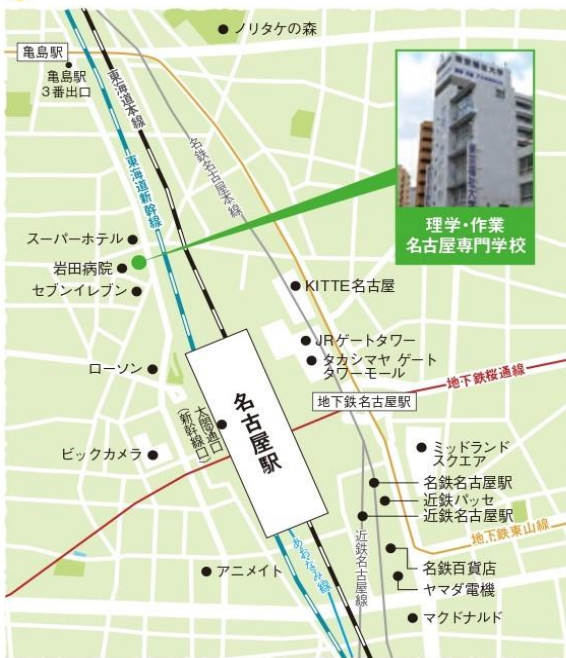 ノリタケの森
亀島駅
亀島駅
3番出口
東海道本線
名鉄名古屋本線
東海道新幹線
理学・作業
名古屋専門学校
スーパーホテル
岩田病院
セブンイレブン
KITTE名古屋
JRゲートタワー
タカシマヤ ゲート
タワーモール
ローソン
地下鉄桜通線
地下鉄名古屋駅
名古屋駅
太閤通口
(新幹線口)
ビックカメラ
ミッドランド
スクエア
名鉄名古屋駅
近鉄パッセ
近鉄名古屋駅
地下鉄東山線
近鉄名古屋線
あおなみ線
アニメイト
名鉄百貨店
ヤマダ電機
マクドナルド